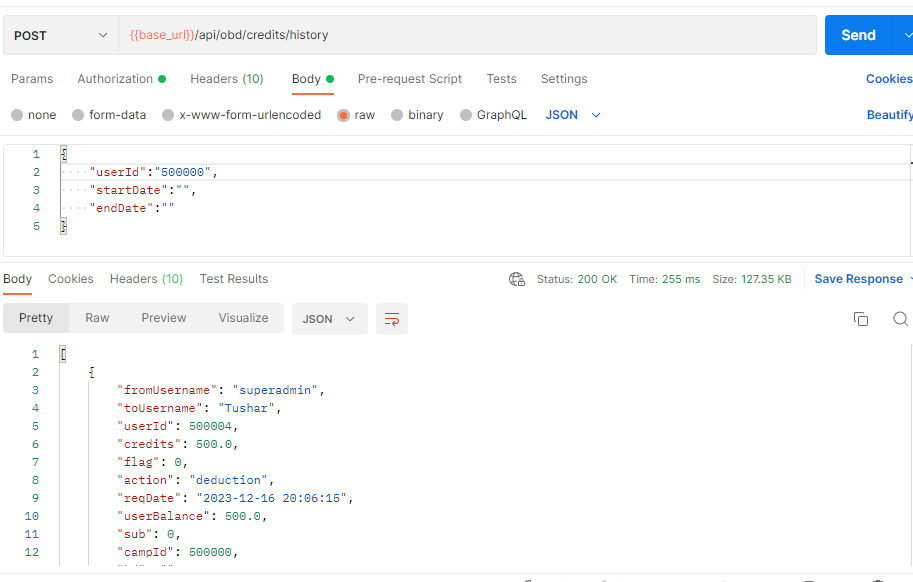 POST {{base_url}}/api/obd/credits/history Send
Params Authorization Headers (10) Body Pre-request Script Tests Settings Cookies
none form-data x-www-form-urlencoded raw binary GraphQL JSON Beautify
1 {
2 "userId":"500000",
3 "startDate":"",
4 "endDate":""
5 }
Body Cookies Headers (10) Test Results Status: 200 OK Time: 255 ms Size: 127.35 KB Save Response
Pretty Raw Preview Visualize JSON
1 [
2 {
3 "fromUsername": "superadmin",
4 "toUsername": "Tushar",
5 "userId": 500004,
6 "credits": 500.0,
7 "flag": 0,
8 "action": "deduction",
9 "reqDate": "2023-12-16 20:06:15",
10 "userBalance": 500.0,
11 "sub": 0,
12 "campId": 500000,